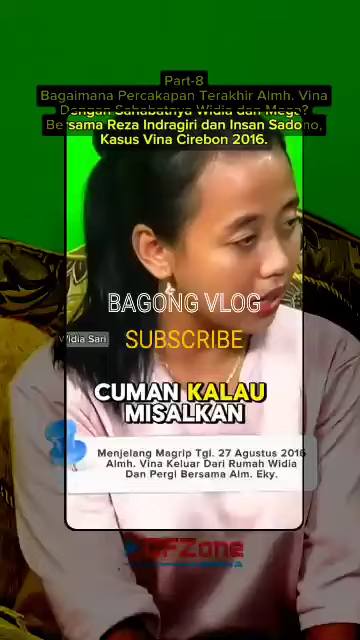 Part-8
Bagaimana Percakapan Terakhir Almh. Vina
Dengan Sahabatnya Widia dan Mega?
Bersama Reza Indragiri dan Insan Sadono,
Kasus Vina Cirebon 2016.
BAGONG VLOG
Widia Sari
SUBSCRIBE
CUMAN KALAU
MISALKAN
Menjelang Magrip Tgl. 27 Agustus 2016
Almh. Vina Keluar Dari Rumah Widia
Dan Pergi Bersama Alm. Eky.